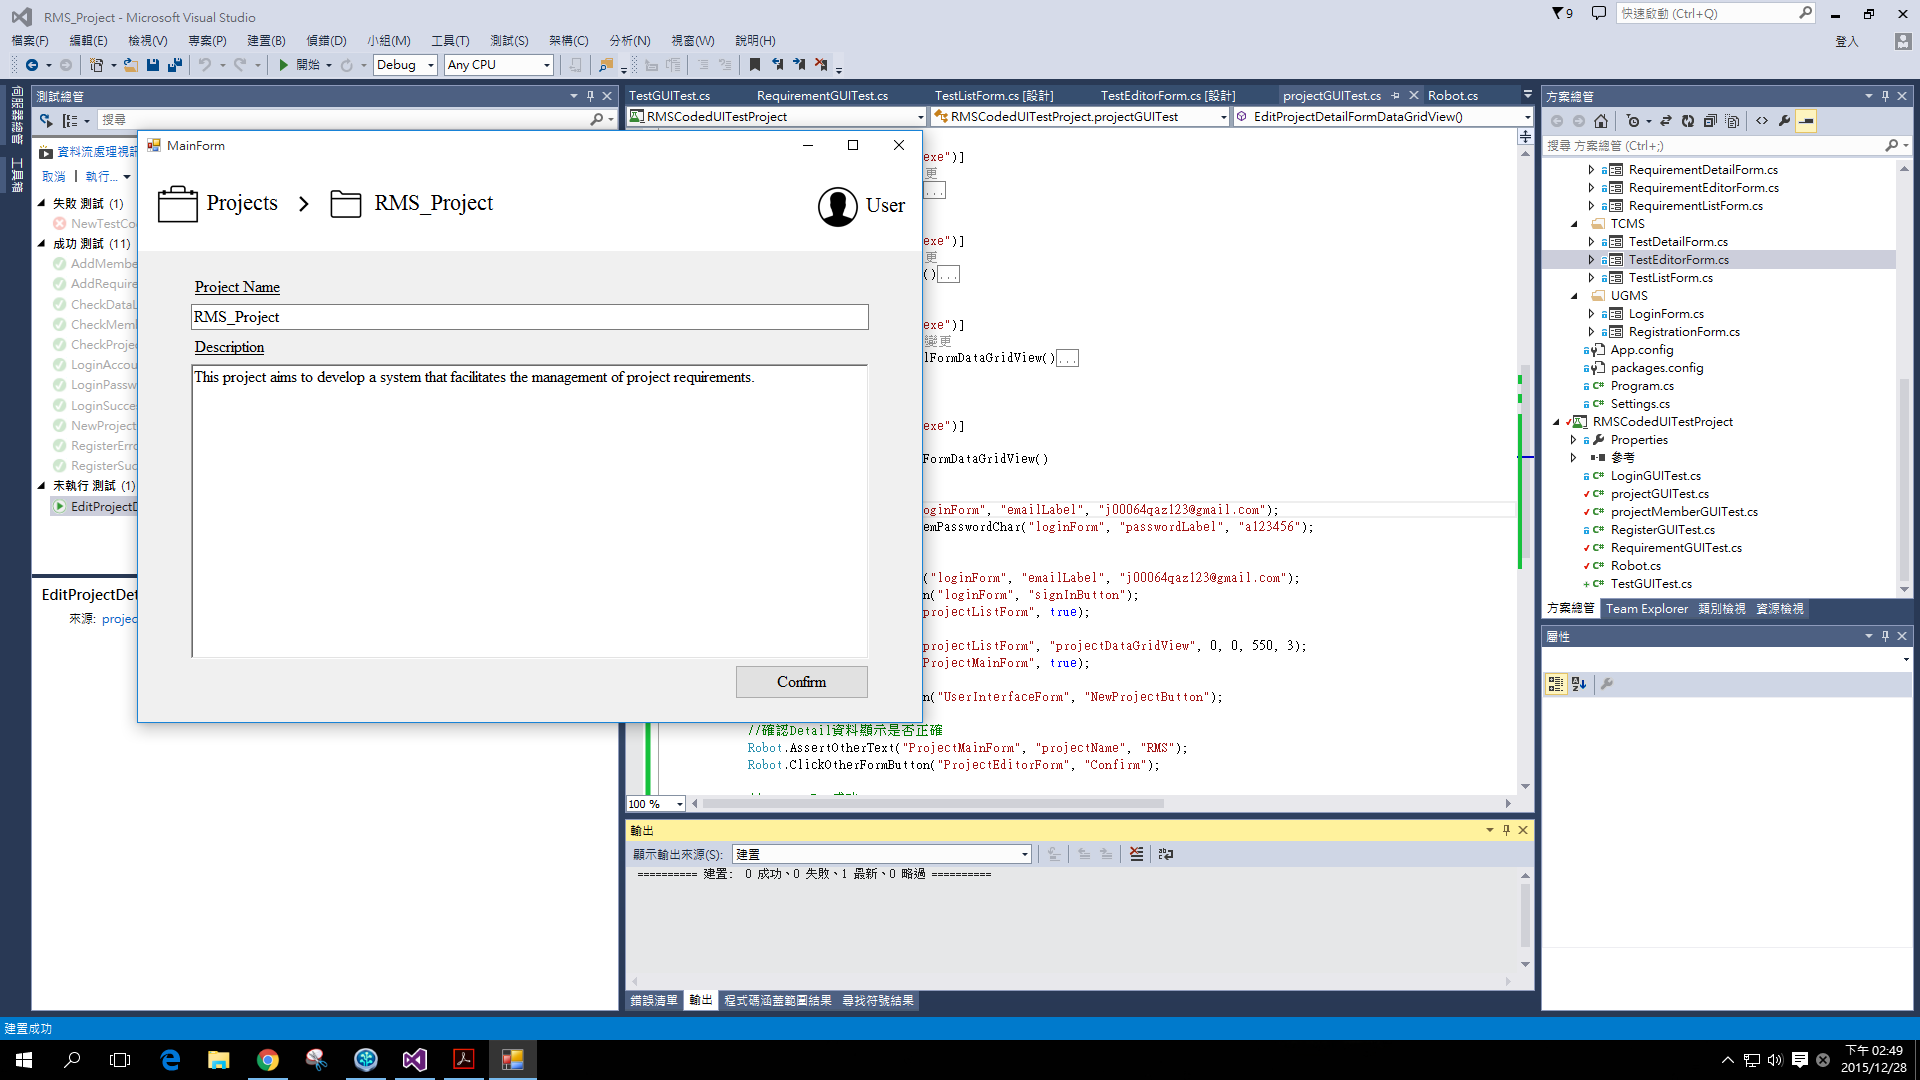 RMS_Project - Microsoft Visual Studio
9
快速啟動 (Ctrl+Q)
檔案(F) 編輯(E) 檢視(V) 專案(P) 建置(B) 偵錯(D) 小組(M) 工具(T) 測試(S) 架構(C) 分析(N) 視窗(W) 說明(H)
登入
開始 Debug Any CPU
伺服器總管
工具箱
測試總管
搜尋
資料流處理視訊
取消 | 執行...
失敗 測試 (1)
NewTestCo
成功 測試 (11)
AddMembe
AddRequire
CheckDataL
CheckMeml
CheckProjec
LoginAccou
LoginPassw
LoginSucces
NewProject
RegisterErro
RegisterSuc
未執行 測試 (1)
EditProjectD
EditProjectDet
來源: projec
MainForm
Projects
RMS_Project
User
Project Name
RMS_Project
Description
This project aims to develop a system that facilitates the management of project requirements.
Confirm
TestGUITest.cs RequirementGUITest.cs TestListForm.cs [設計] TestEditorForm.cs [設計] projectGUITest.cs Robot.cs
RMSCodedUITestProject RMSCodedUITestProject.projectGUITest EditProjectDetailFormDataGridView()
exe")]
更
...
exe")]
更
()...
exe")]
變更
lFormDataGridView()...
exe")]
FormDataGridView()
oginForm", "emailLabel", "j00064qaz123@gmail.com");
emPasswordChar("loginForm", "passwordLabel", "a123456");
("loginForm", "emailLabel", "j00064qaz123@gmail.com");
n("loginForm", "signInButton");
projectListForm", true);
projectListForm", "projectDataGridView", 0, 0, 550, 3);
ProjectMainForm", true);
n("UserInterfaceForm", "NewProjectButton");
//確認Detail資料顯示是否正確
Robot.AssertOtherText("ProjectMainForm", "projectName", "RMS");
Robot.ClickOtherFormButton("ProjectEditorForm", "Confirm");
100 %
輸出
顯示輸出來源(S): 建置
========== 建置: 0 成功、0 失敗、1 最新、0 略過 ==========
錯誤清單 輸出 程式碼涵蓋範圍結果 尋找符號結果
方案總管
搜尋 方案總管 (Ctrl+;)
RequirementDetailForm.cs
RequirementEditorForm.cs
RequirementListForm.cs
TCMS
TestDetailForm.cs
TestEditorForm.cs
TestListForm.cs
UGMS
LoginForm.cs
RegistrationForm.cs
App.config
packages.config
Program.cs
Settings.cs
RMSCodedUITestProject
Properties
參考
LoginGUITest.cs
projectGUITest.cs
projectMemberGUITest.cs
RegisterGUITest.cs
RequirementGUITest.cs
Robot.cs
TestGUITest.cs
方案總管 Team Explorer 類別檢視 資源檢視
屬性
建置成功
下午 02:49
2015/12/28